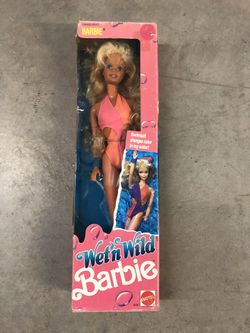 BARBIE
Swimsuit
changes color
in icy water!
Wet'n Wild
Barbie
MATTEL